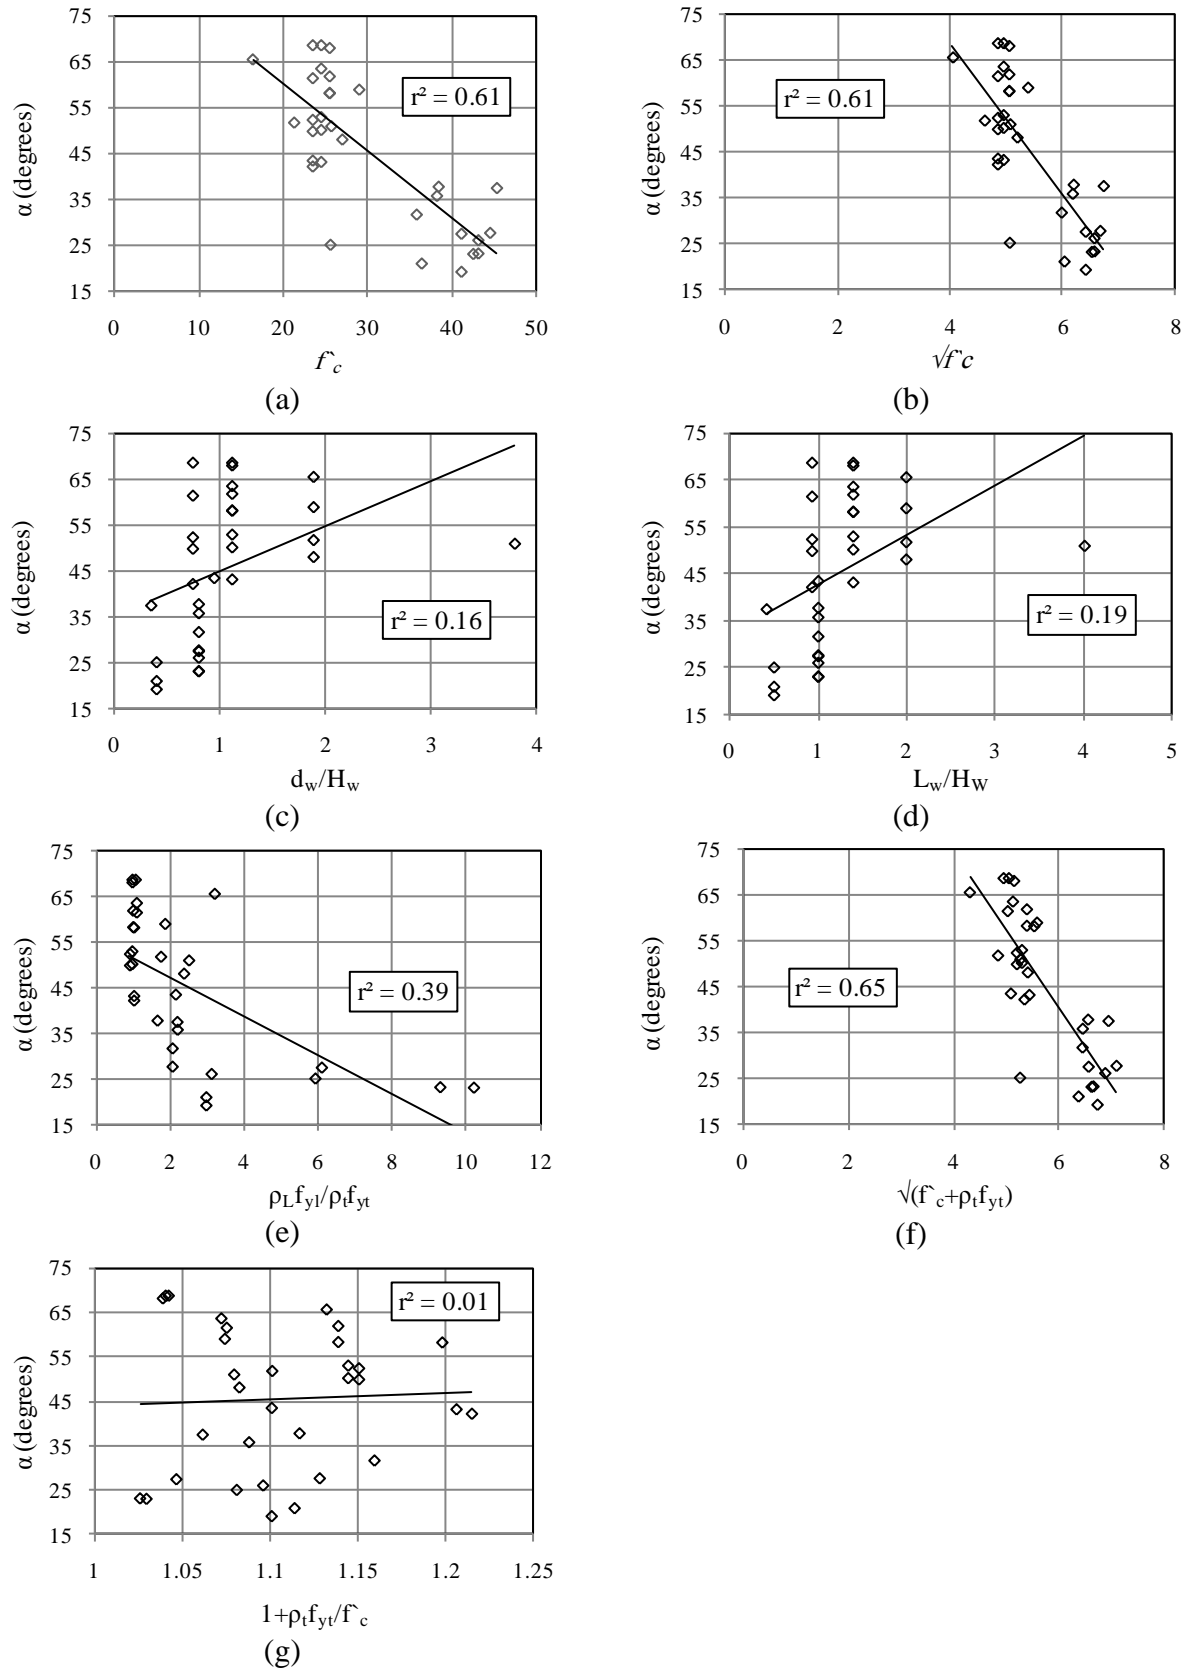 75
65
55
45
35
25
15
α (degrees)
r² = 0.61
0 10 20 30 40 50
f`c
(a)
75
65
55
45
35
25
15
α (degrees)
r² = 0.61
0 2 4 6 8
√f`c
(b)
75
65
55
45
35
25
15
α (degrees)
r² = 0.16
0 1 2 3 4
dw/Hw
(c)
75
65
55
45
35
25
15
α (degrees)
r² = 0.19
0 1 2 3 4 5
Lw/HW
(d)
75
65
55
45
35
25
15
α (degrees)
r² = 0.39
0 2 4 6 8 10 12
ρLfyl/ρtfyt
(e)
75
65
55
45
35
25
15
α (degrees)
r² = 0.65
0 2 4 6 8
√(f`c+ρtfyt)
(f)
75
65
55
45
35
25
15
α (degrees)
r² = 0.01
1 1.05 1.1 1.15 1.2 1.25
1+ρtfyt/f`c
(g)